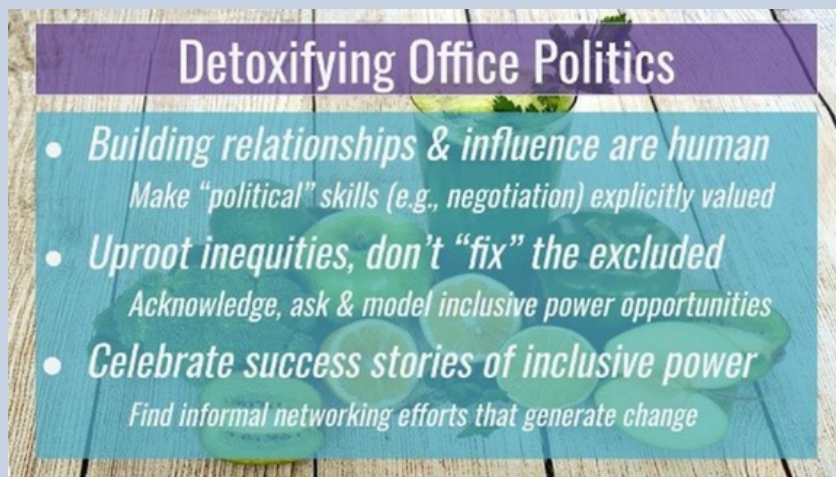 Detoxifying Office Politics
• Building relationships & influence are human
Make “political” skills (e.g., negotiation) explicitly valued
• Uproot inequities, don’t “fix” the excluded
Acknowledge, ask & model inclusive power opportunities
• Celebrate success stories of inclusive power
Find informal networking efforts that generate change